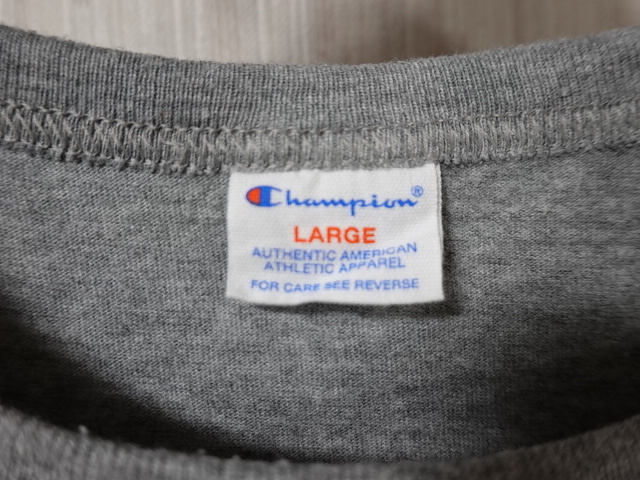 Champion®
LARGE
AUTHENTIC AMERICAN
ATHLETIC APPAREL
FOR CARE SEE REVERSE